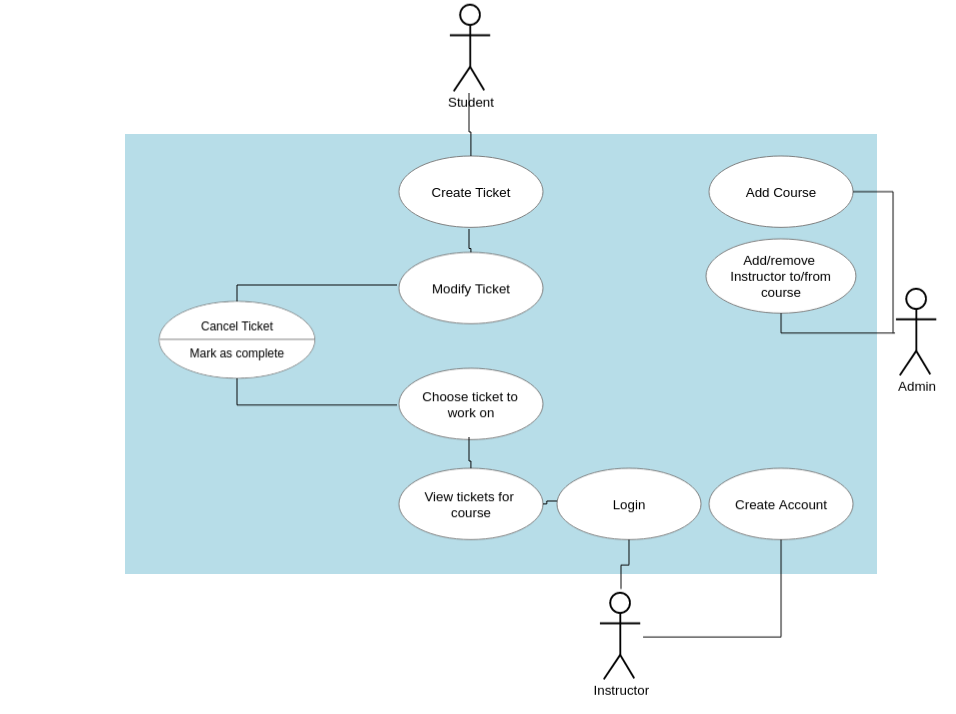 Student
Create Ticket
Add Course
Modify Ticket
Add/remove
Instructor to/from
course
Cancel Ticket
Mark as complete
Admin
Choose ticket to
work on
View tickets for
course
Login
Create Account
Instructor